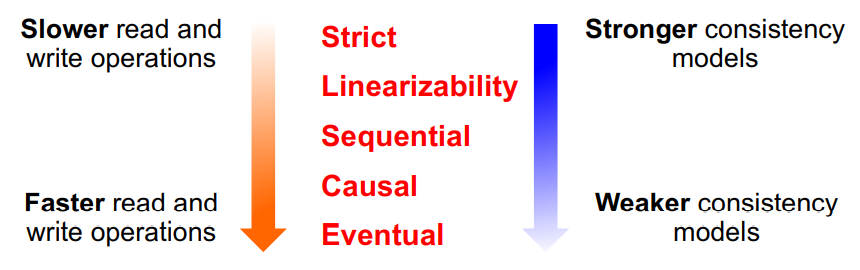 Slower read and
write operations
Strict
Linearizability
Sequential
Causal
Eventual
Stronger consistency
models
Faster read and
write operations
Weaker consistency
models